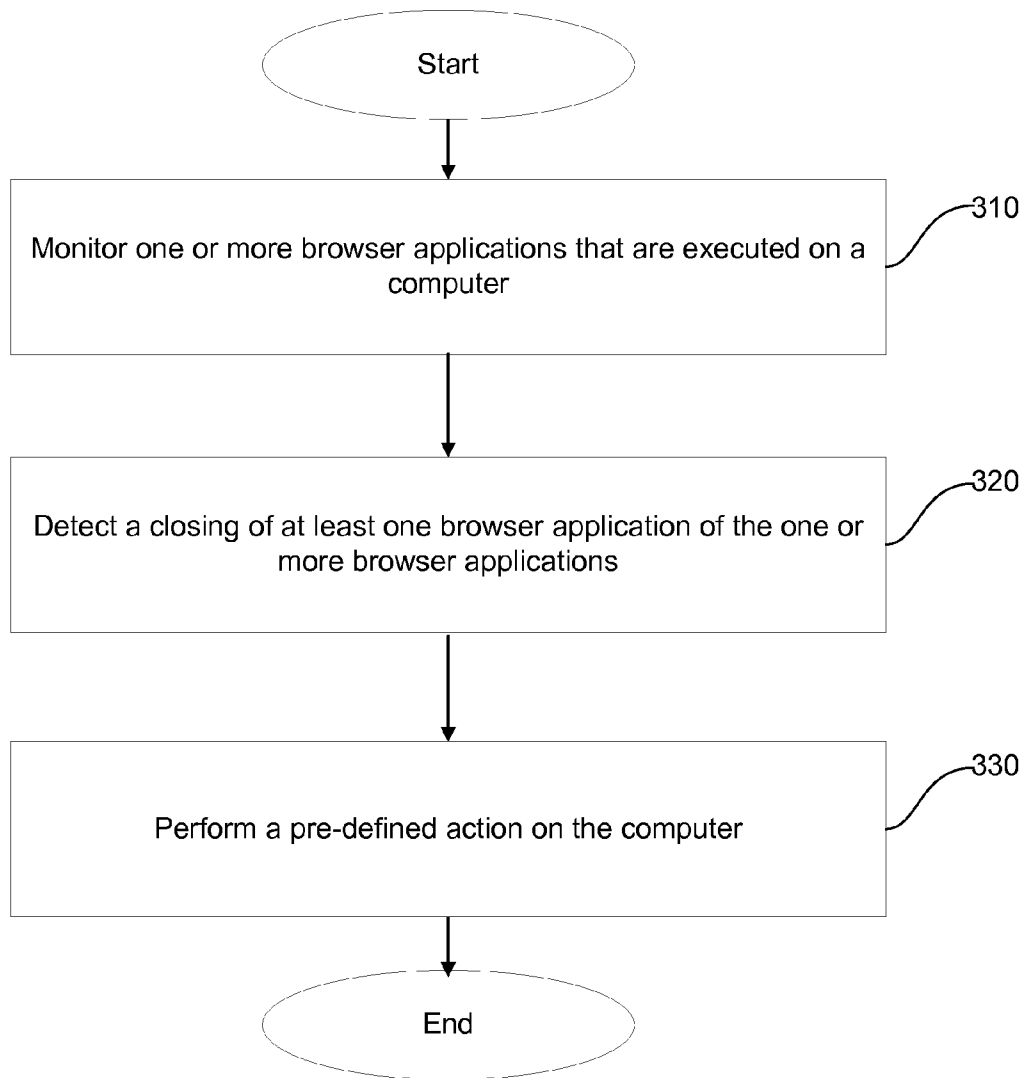 Start
310
Monitor one or more browser applications that are executed on a
computer
320
Detect a closing of at least one browser application of the one or
more browser applications
330
Perform a pre-defined action on the computer
End